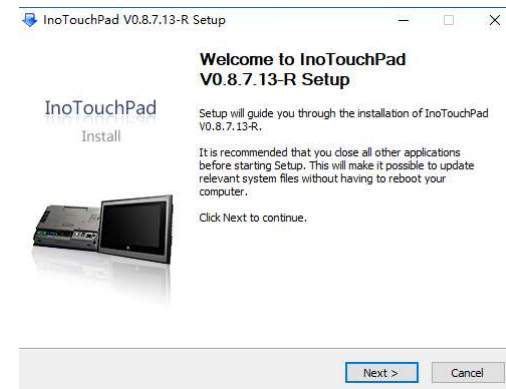 InoTouchPad V0.8.7.13-R Setup
Welcome to InoTouchPad
V0.8.7.13-R Setup
InoTouchPad
Install
Setup will guide you through the installation of InoTouchPad
V0.8.7.13-R.
It is recommended that you close all other applications
before starting Setup. This will make it possible to update
relevant system files without having to reboot your
computer.
Click Next to continue.
Next >
Cancel